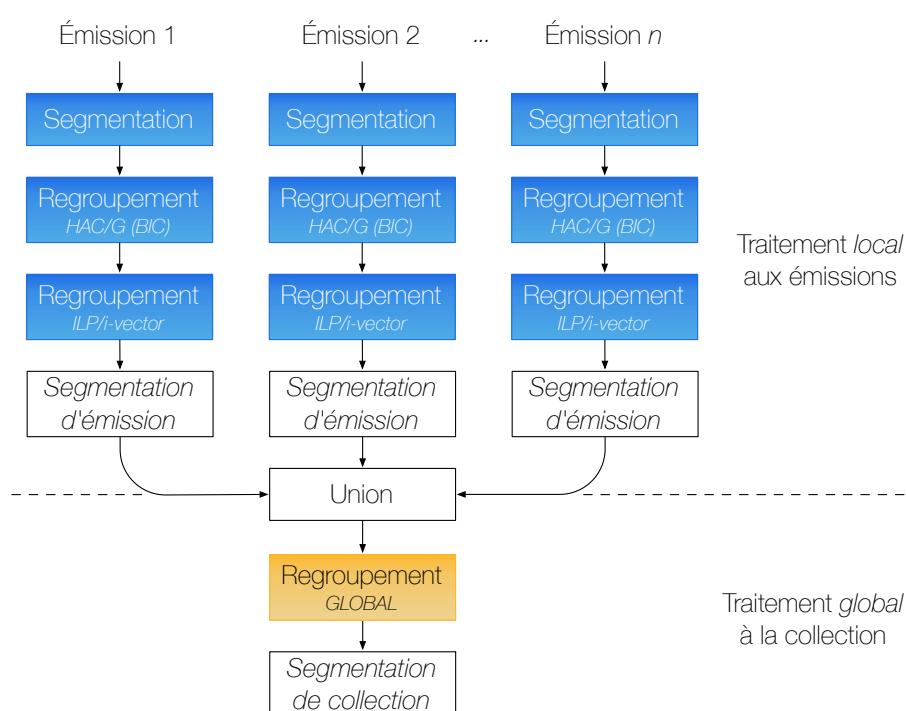 Émission 1
Émission 2
...
Émission n
Segmentation
Segmentation
Segmentation
Regroupement
HAC/G (BIC)
Regroupement
HAC/G (BIC)
Regroupement
HAC/G (BIC)
Traitement local
aux émissions
Regroupement
ILP/i-vector
Regroupement
ILP/i-vector
Regroupement
ILP/i-vector
Segmentation
d'émission
Segmentation
d'émission
Segmentation
d'émission
Union
Regroupement
GLOBAL
Traitement global
à la collection
Segmentation
de collection